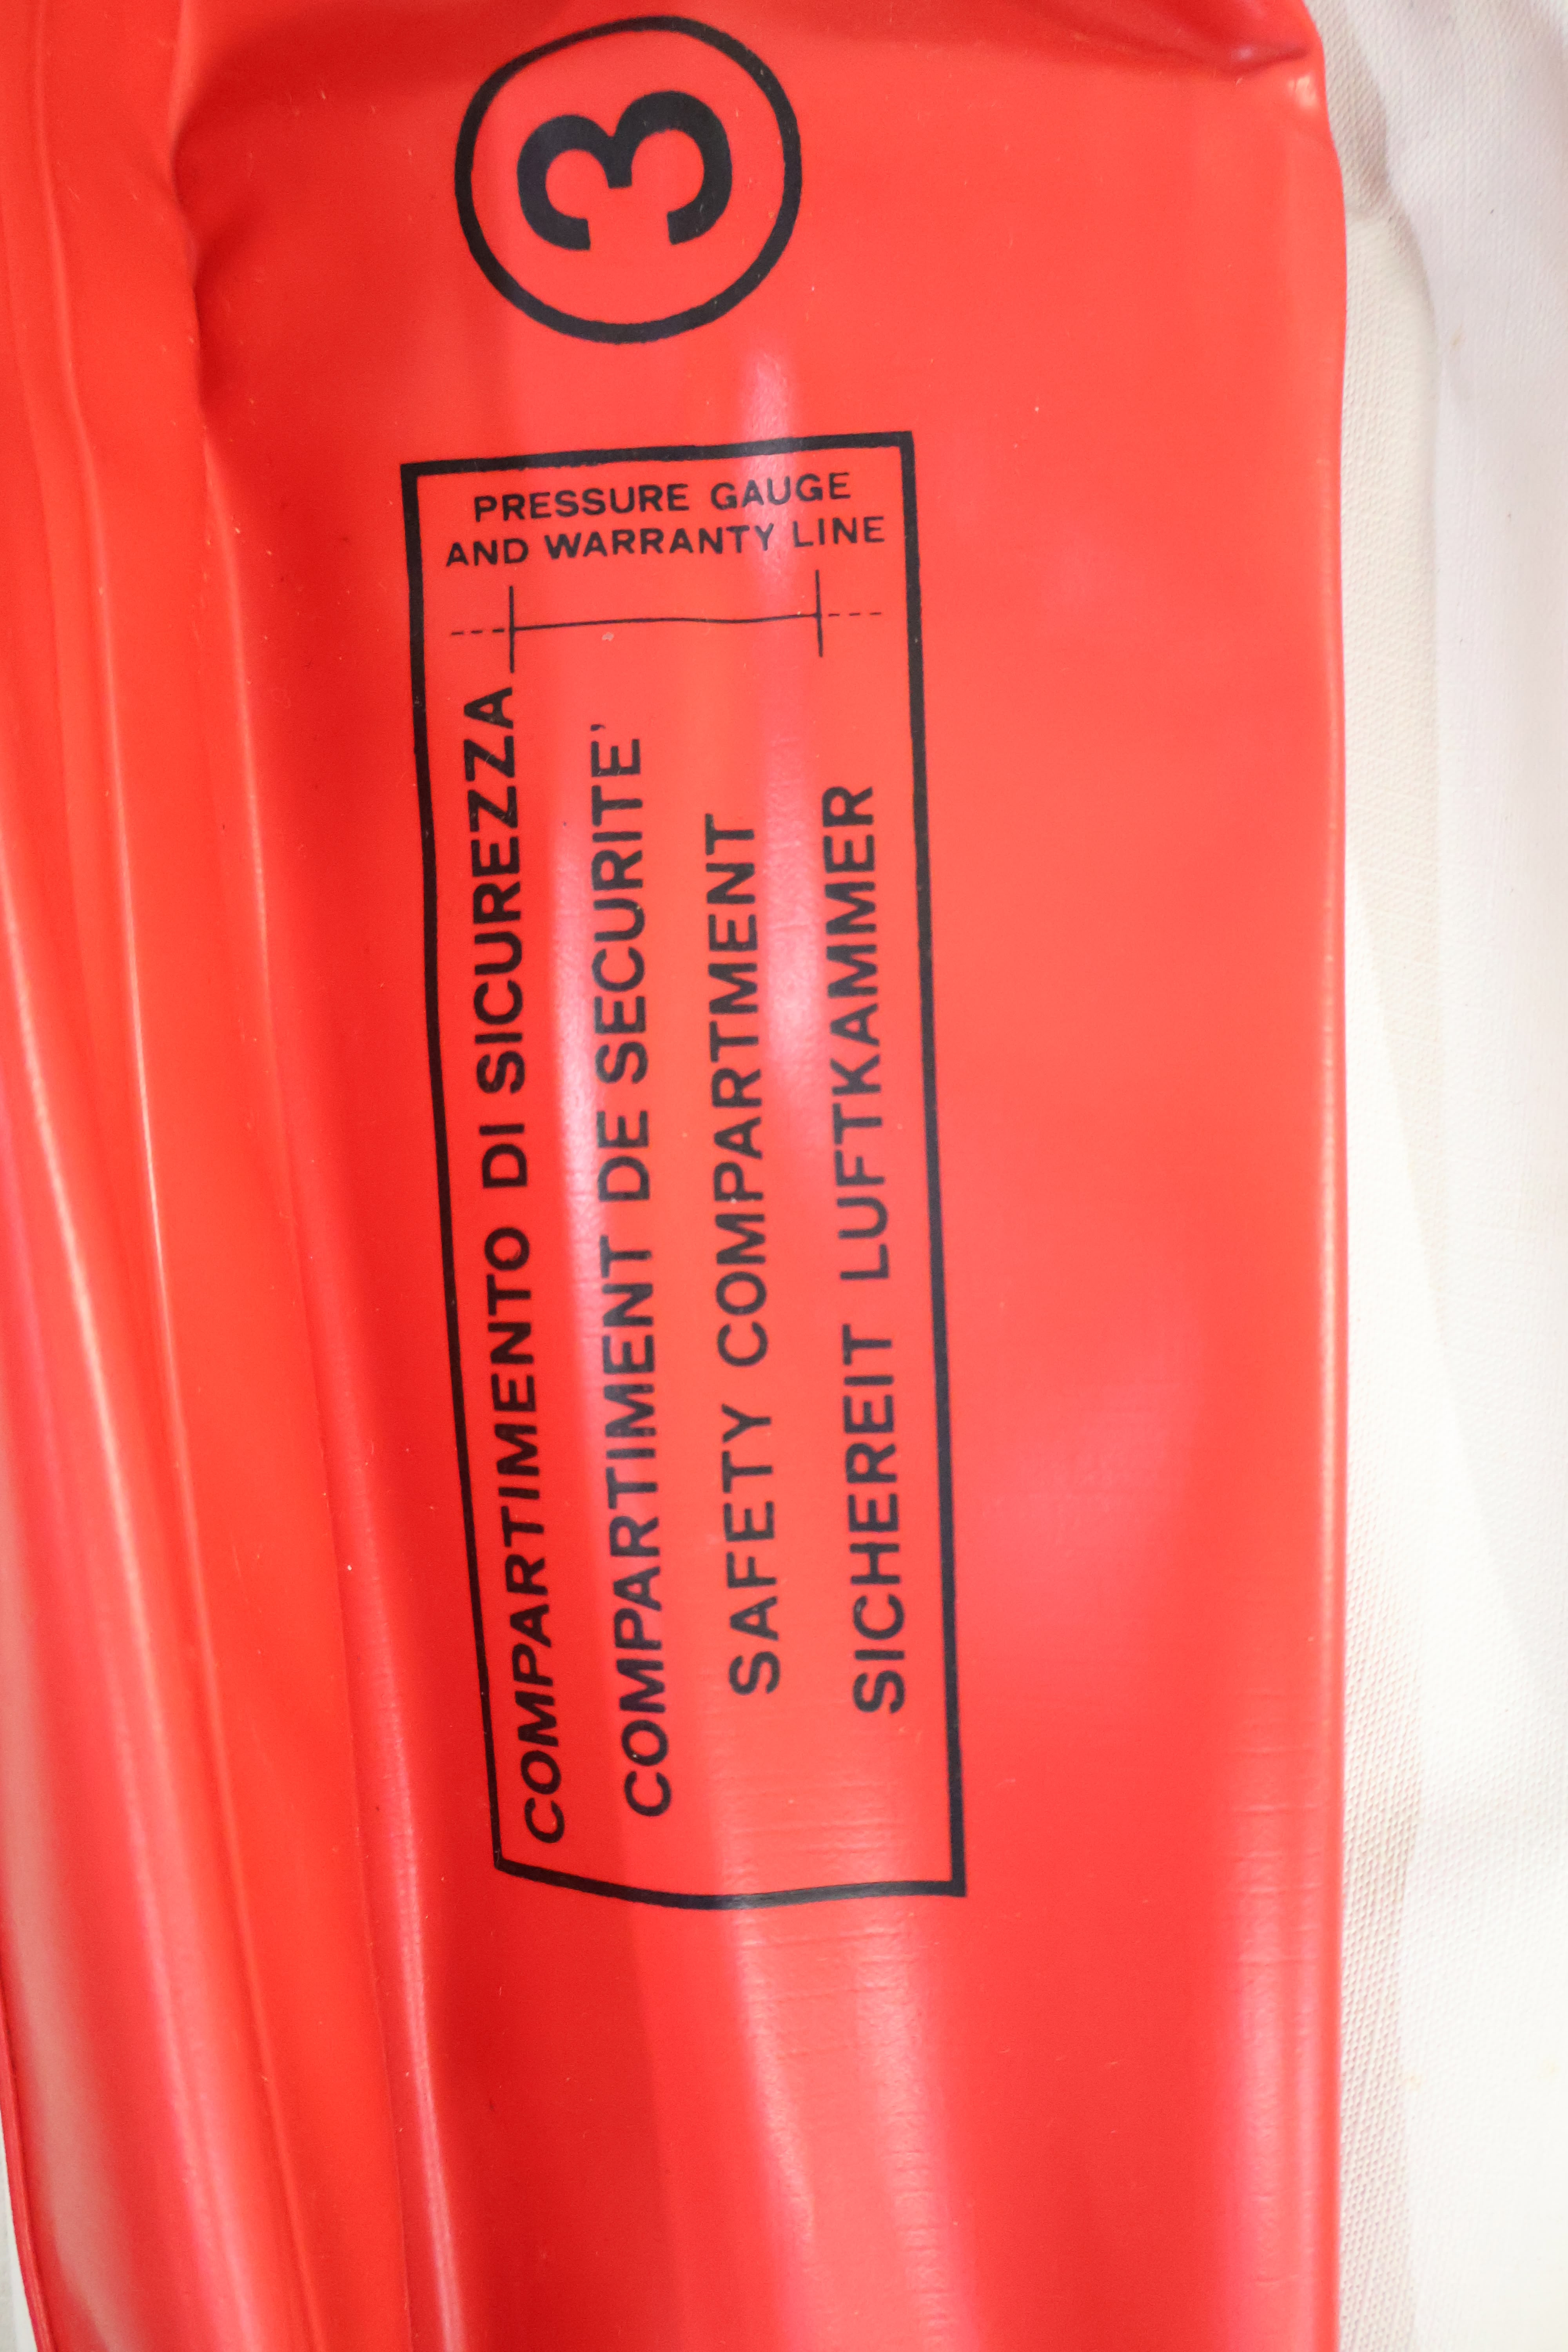 3
PRESSURE GAUGE
AND WARRANTY LINE
COMPARTIMENTO DI SICUREZZA
COMPARTIMENT DE SECURITE'
SAFETY COMPARTMENT
SICHEREIT LUFTKAMMER